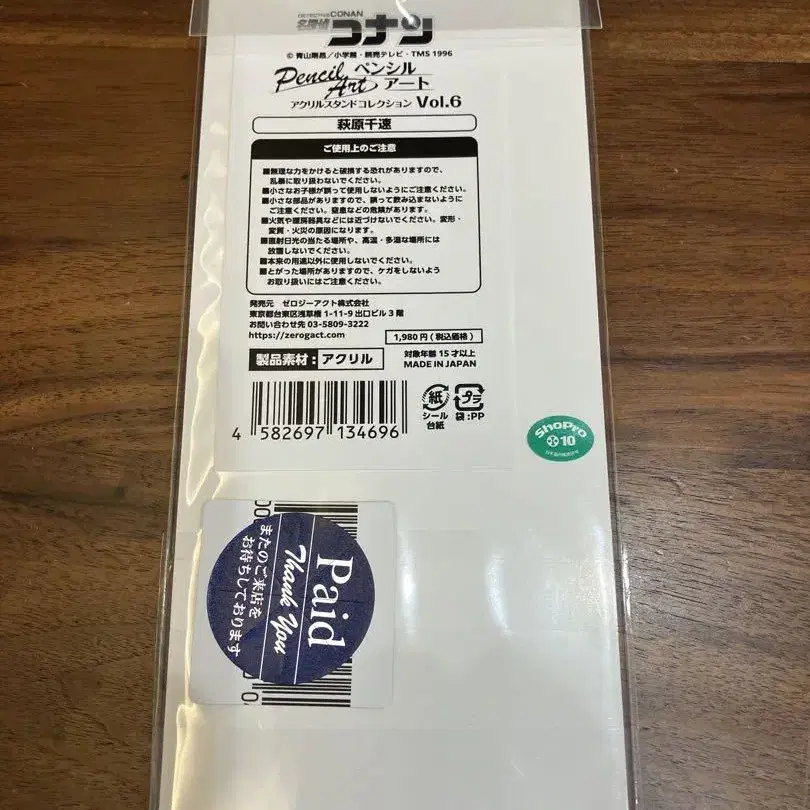 DETECTIVE CONAN
名探偵コナン
© 青山剛昌／小学館・読売テレビ・TMS 1996
Pencil Art ペンシルアート
アクリルスタンドコレクション Vol.6
萩原千速
ご使用上のご注意
■無理な力をかけると破損する恐れがありますので、
乱暴に取り扱わないでください。
■小さなお子様が誤って使用しないようにご注意ください。
■小さな部品がありますので、誤って飲み込まないように
ご注意ください。窒息などの危険があります。
■火気や暖房器具などには近づけないでください。変形・
変質・火災の原因になります。
■直射日光の当たる場所や、高温・多湿な場所には
放置しないでください。
■本来の用途以外に使用しないでください。
■とがった場所がありますので、ケガをしないよう
お取り扱いにはご注意ください。
発売元 ゼロジーアクト株式会社
東京都台東区浅草橋 1-11-9 出口ビル 3 階
お問い合わせ先 03-5809-3222
https://zerogact.com
1,980 円 (税込価格)
製品素材：アクリル
対象年齢 15 才以上
MADE IN JAPAN
4 582697 134696
紙
シール
台紙
プラ
袋:PP
ShoPro
10
Paid
Thank You
またのご来店を
お待ちしております